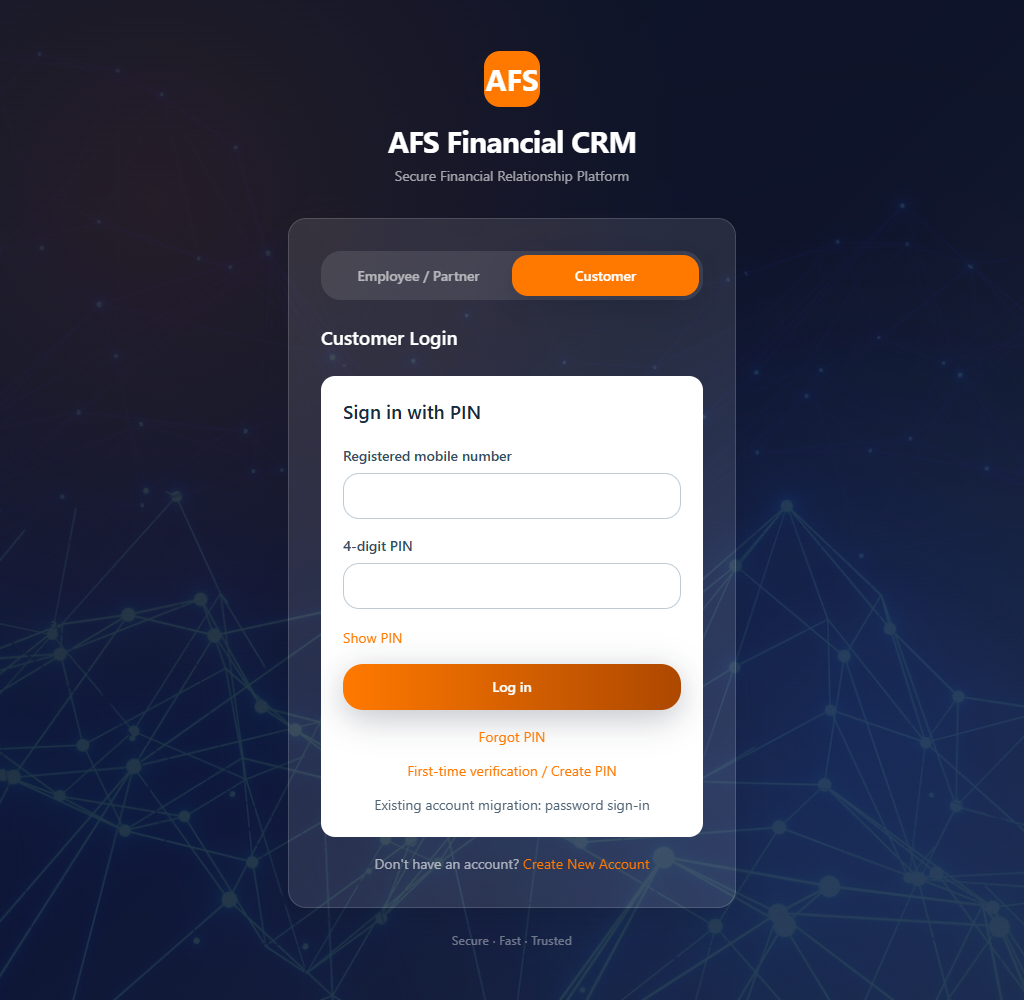 AFS
AFS Financial CRM
Secure Financial Relationship Platform
Employee / Partner
Customer
Customer Login
Sign in with PIN
Registered mobile number
4-digit PIN
Show PIN
Log in
Forgot PIN
First-time verification / Create PIN
Existing account migration: password sign-in
Don't have an account? Create New Account
Secure · Fast · Trusted